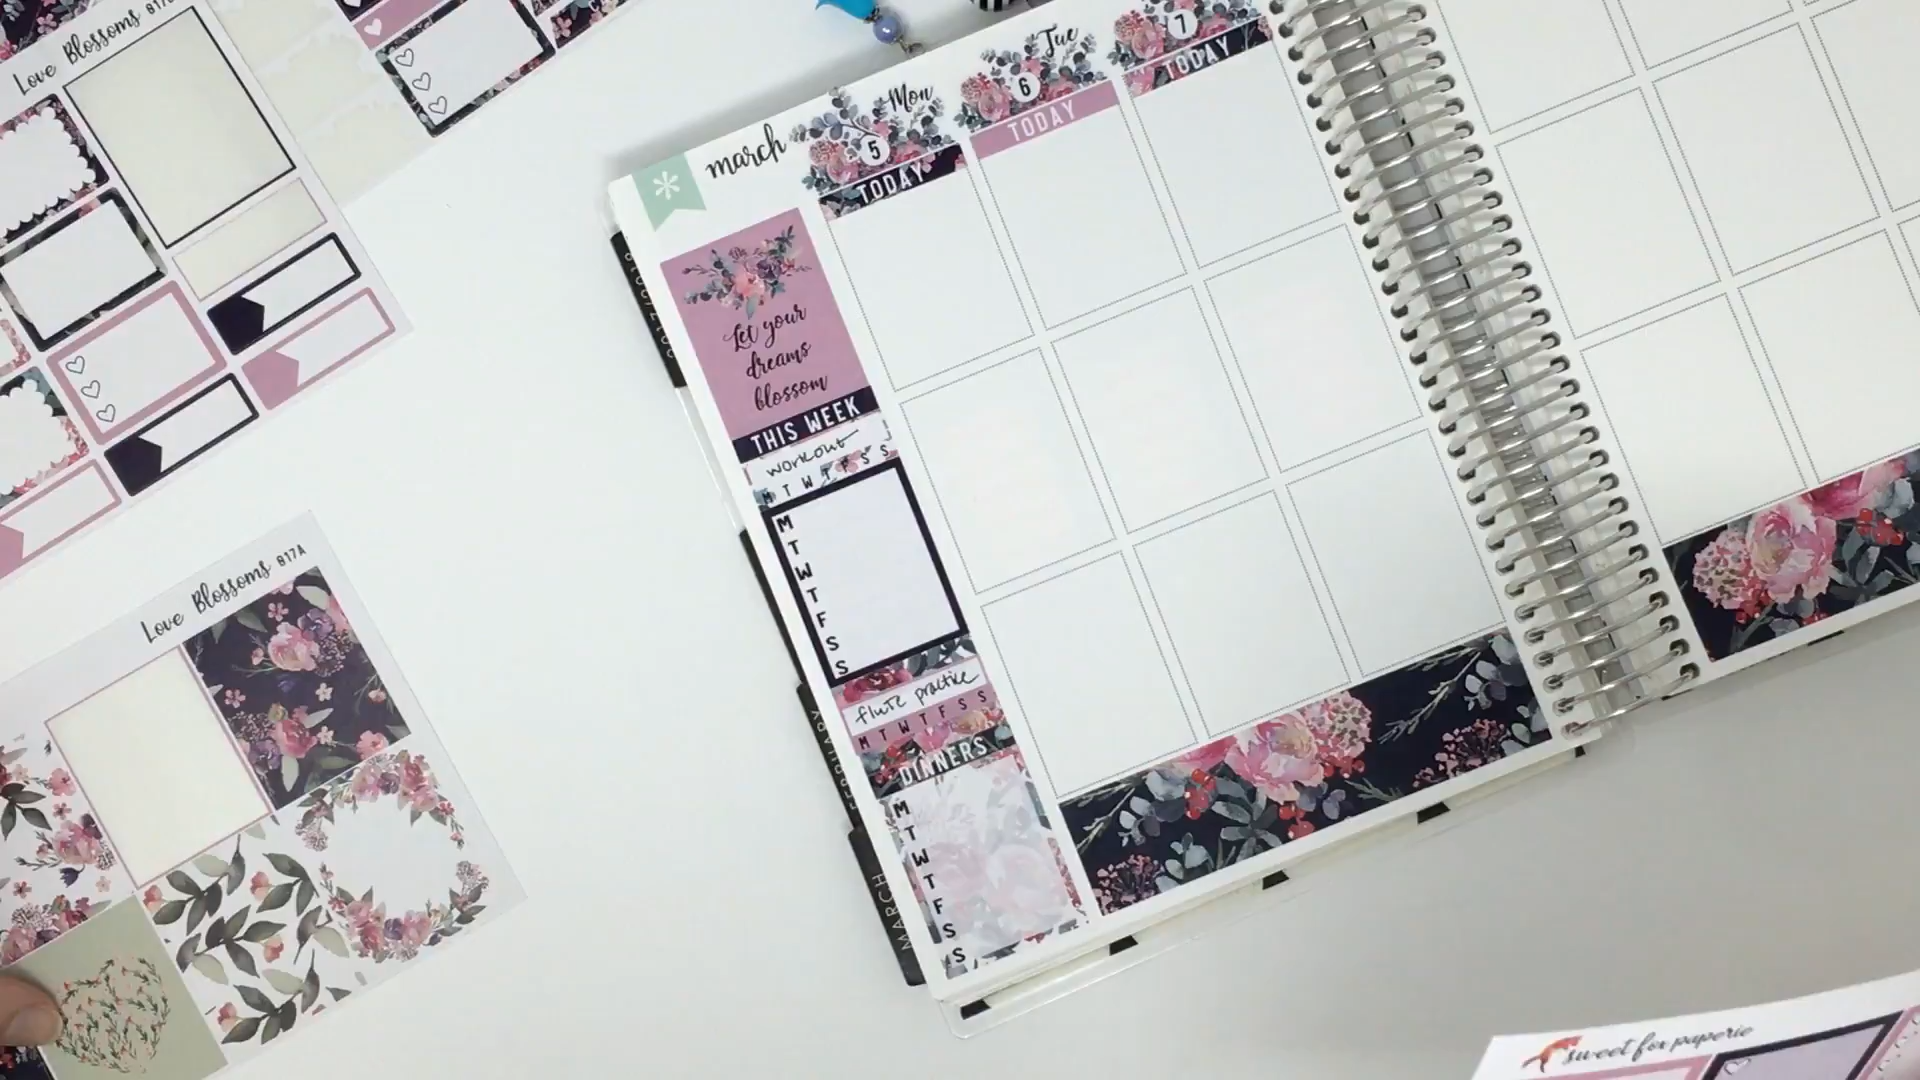 Love Blossoms 817C
march
Mon
5
TODAY
Tue
6
TODAY
7
TODAY
Let your
dreams
blossom
THIS WEEK
workout
M T W T F S S
M
T
W
T
F
S
S
flute practice
M T W T F S S
DINNERS
M
T
W
T
F
S
S
MARCH
Love Blossoms 817A
sweet fox paperie